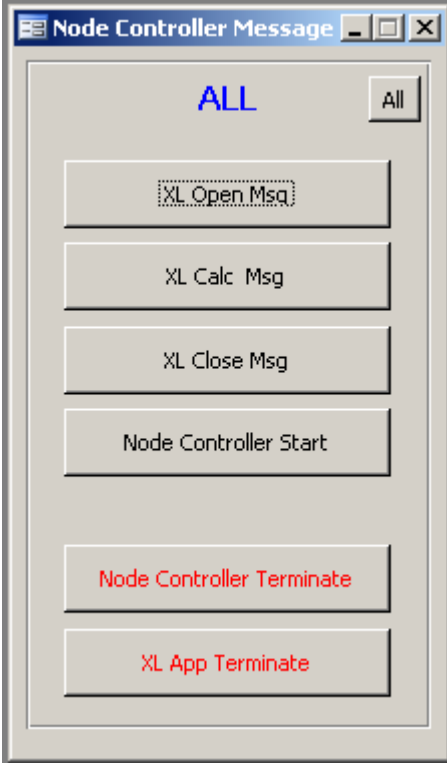 Node Controller Message
ALL
All
XL Open Msg
XL Calc Msg
XL Close Msg
Node Controller Start
Node Controller Terminate
XL App Terminate